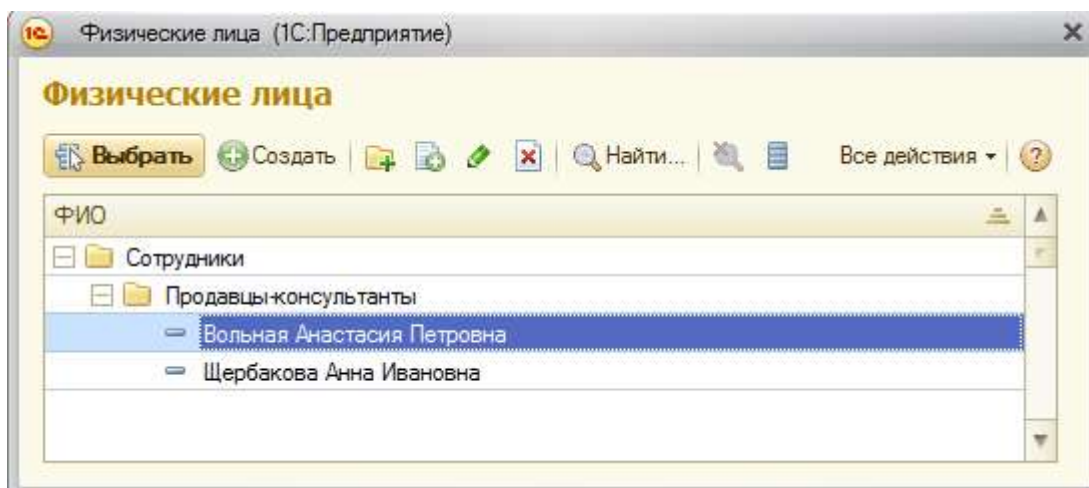 1С Физические лица (1С:Предприятие)
Физические лица
Выбрать Создать Найти... Все действия ?
ФИО
Сотрудники
Продавцы-консультанты
Вольная Анастасия Петровна
Щербакова Анна Ивановна